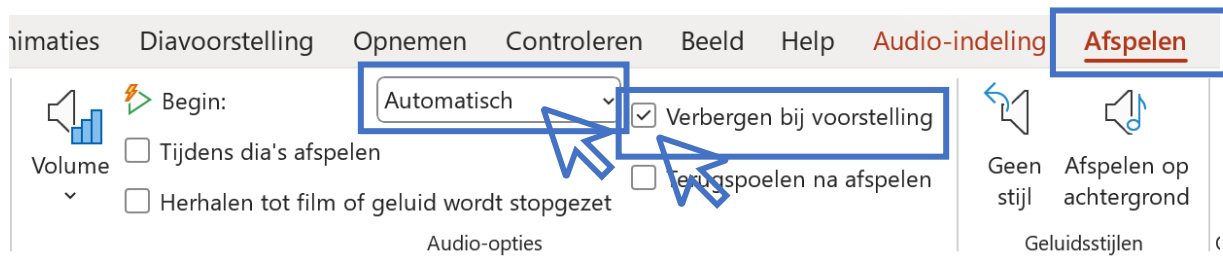 nimaties Diavoorstelling Opnemen Controleren Beeld Help Audio-indeling Afspelen
Begin: Automatisch
Verbergen bij voorstelling
Tijdens dia's afspelen
Terugspoelen na afspelen
Herhalen tot film of geluid wordt stopgezet
Volume
Audio-opties
Geen stijl
Afspelen op achtergrond
Geluidsstijlen